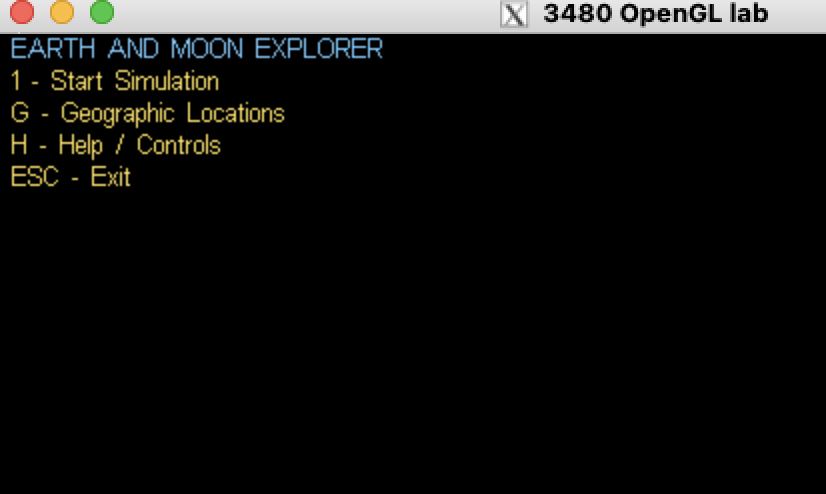 3480 OpenGL lab
EARTH AND MOON EXPLORER
1 - Start Simulation
G - Geographic Locations
H - Help / Controls
ESC - Exit